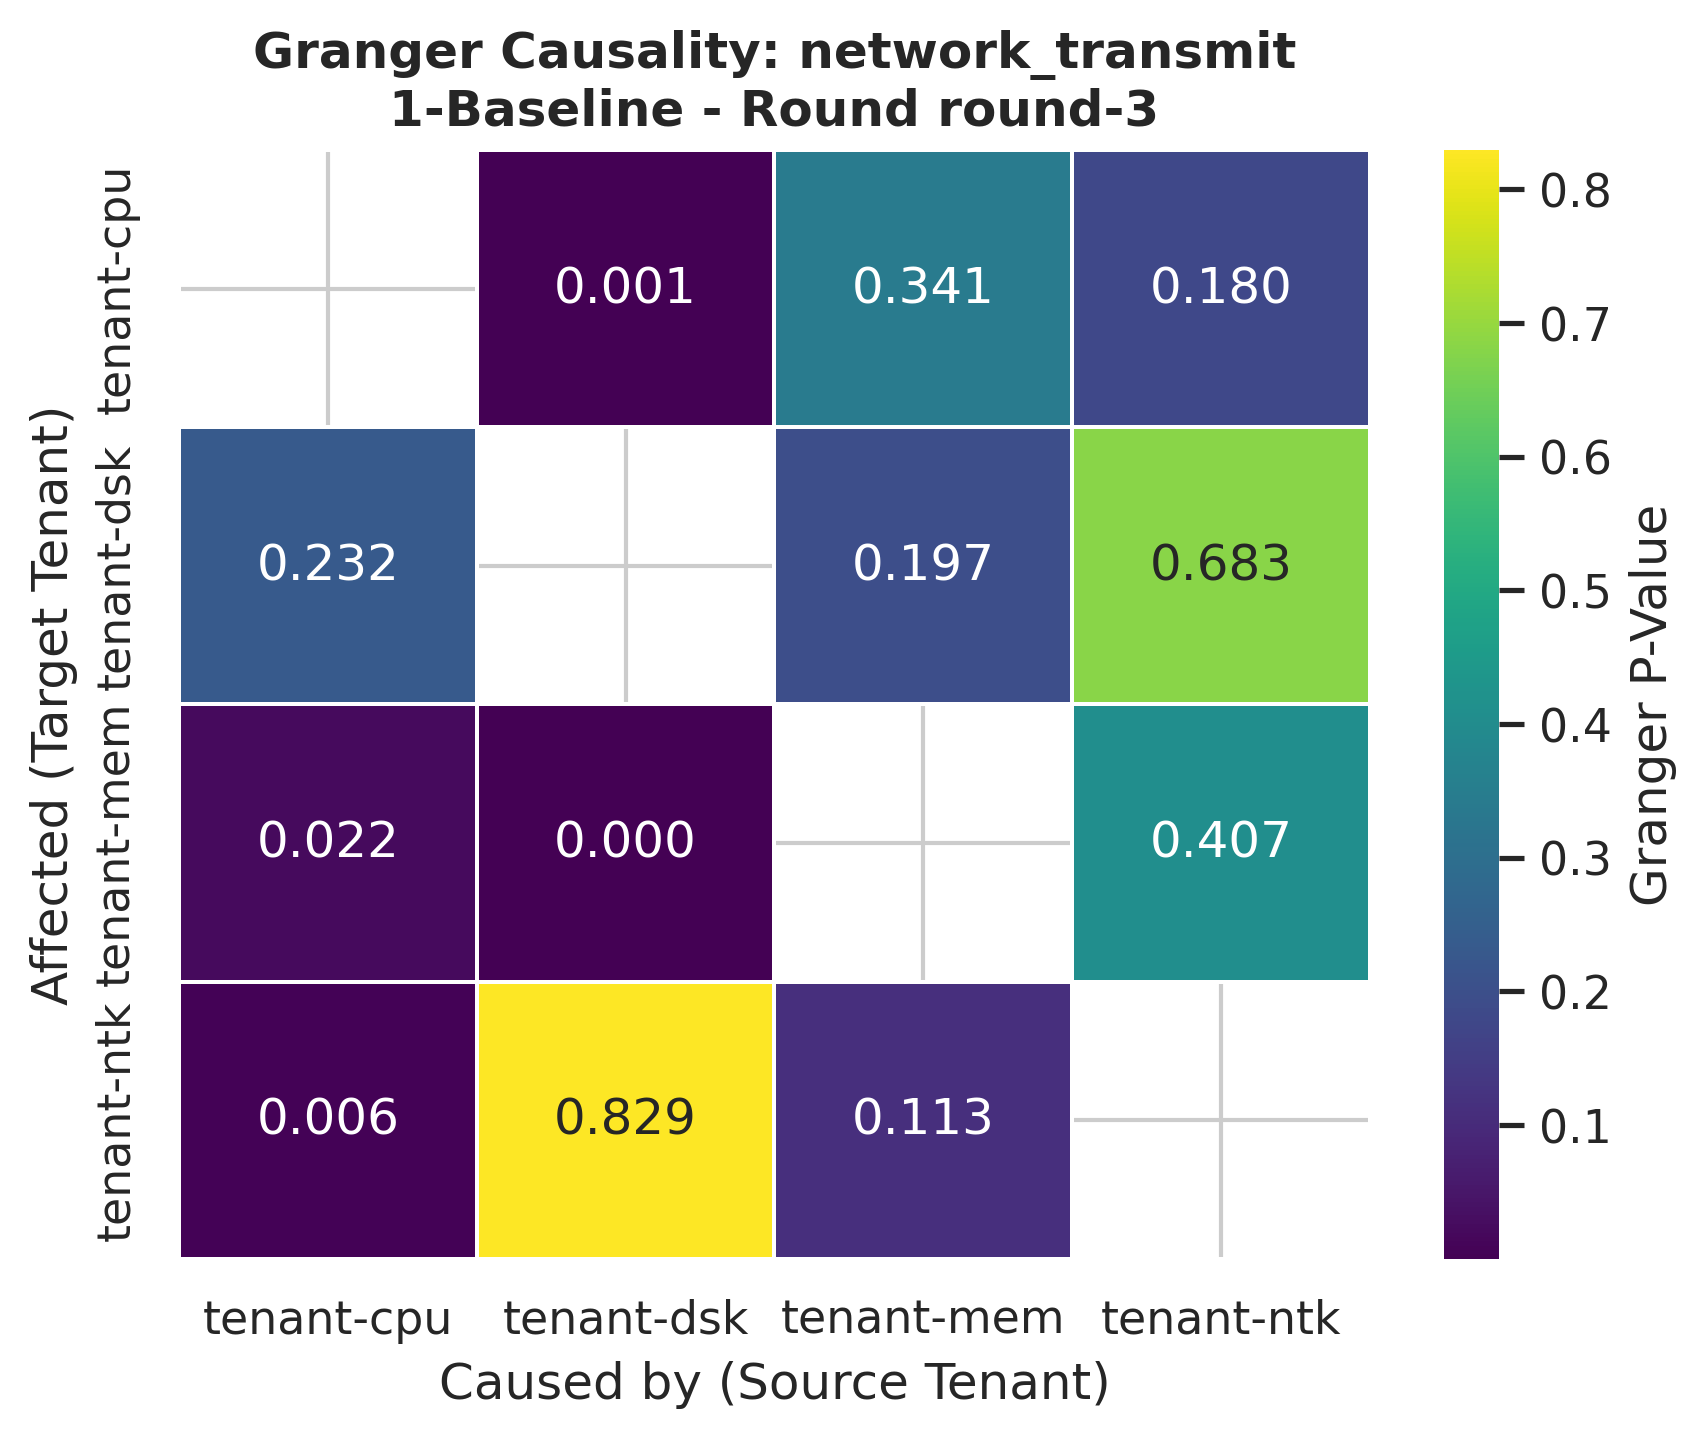 Granger Causality: network_transmit
1-Baseline - Round round-3
Affected (Target Tenant)
tenant-cpu
0.001
0.341
0.180
tenant-dsk
0.232
0.197
0.683
tenant-mem
0.022
0.000
0.407
tenant-ntk
0.006
0.829
0.113
tenant-cpu
tenant-dsk
tenant-mem
tenant-ntk
Caused by (Source Tenant)
0.8
0.7
0.6
0.5
0.4
0.3
0.2
0.1
Granger P-Value